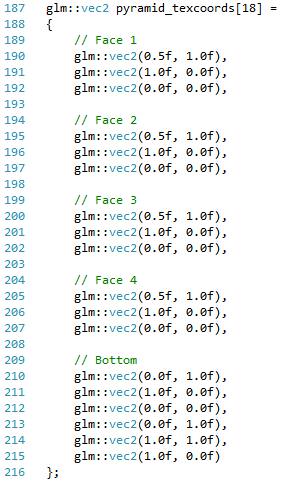 187 glm::vec2 pyramid_texcoords[18] =
188 {
189 // Face 1
190 glm::vec2(0.5f, 1.0f),
191 glm::vec2(1.0f, 0.0f),
192 glm::vec2(0.0f, 0.0f),
193
194 // Face 2
195 glm::vec2(0.5f, 1.0f),
196 glm::vec2(1.0f, 0.0f),
197 glm::vec2(0.0f, 0.0f),
198
199 // Face 3
200 glm::vec2(0.5f, 1.0f),
201 glm::vec2(1.0f, 0.0f),
202 glm::vec2(0.0f, 0.0f),
203
204 // Face 4
205 glm::vec2(0.5f, 1.0f),
206 glm::vec2(1.0f, 0.0f),
207 glm::vec2(0.0f, 0.0f),
208
209 // Bottom
210 glm::vec2(0.0f, 1.0f),
211 glm::vec2(1.0f, 0.0f),
212 glm::vec2(0.0f, 0.0f),
213 glm::vec2(0.0f, 1.0f),
214 glm::vec2(1.0f, 1.0f),
215 glm::vec2(1.0f, 0.0f)
216 };